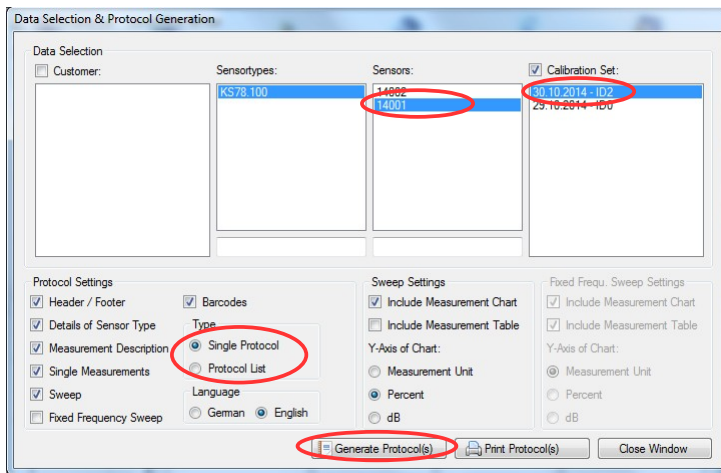 Data Selection & Protocol Generation
Data Selection
Customer:
Sensortypes:
Sensors:
Calibration Set:
KS78.100
14002
14001
30.10.2014 - ID2
29.10.2014 - ID0
Protocol Settings
Header / Footer
Barcodes
Details of Sensor Type
Type
Measurement Description
Single Protocol
Single Measurements
Protocol List
Sweep
Language
Fixed Frequency Sweep
German
English
Sweep Settings
Include Measurement Chart
Include Measurement Table
Y-Axis of Chart:
Measurement Unit
Percent
dB
Fixed Frequ. Sweep Settings
Include Measurement Chart
Include Measurement Table
Y-Axis of Chart:
Measurement Unit
Percent
dB
Generate Protocol(s)
Print Protocol(s)
Close Window